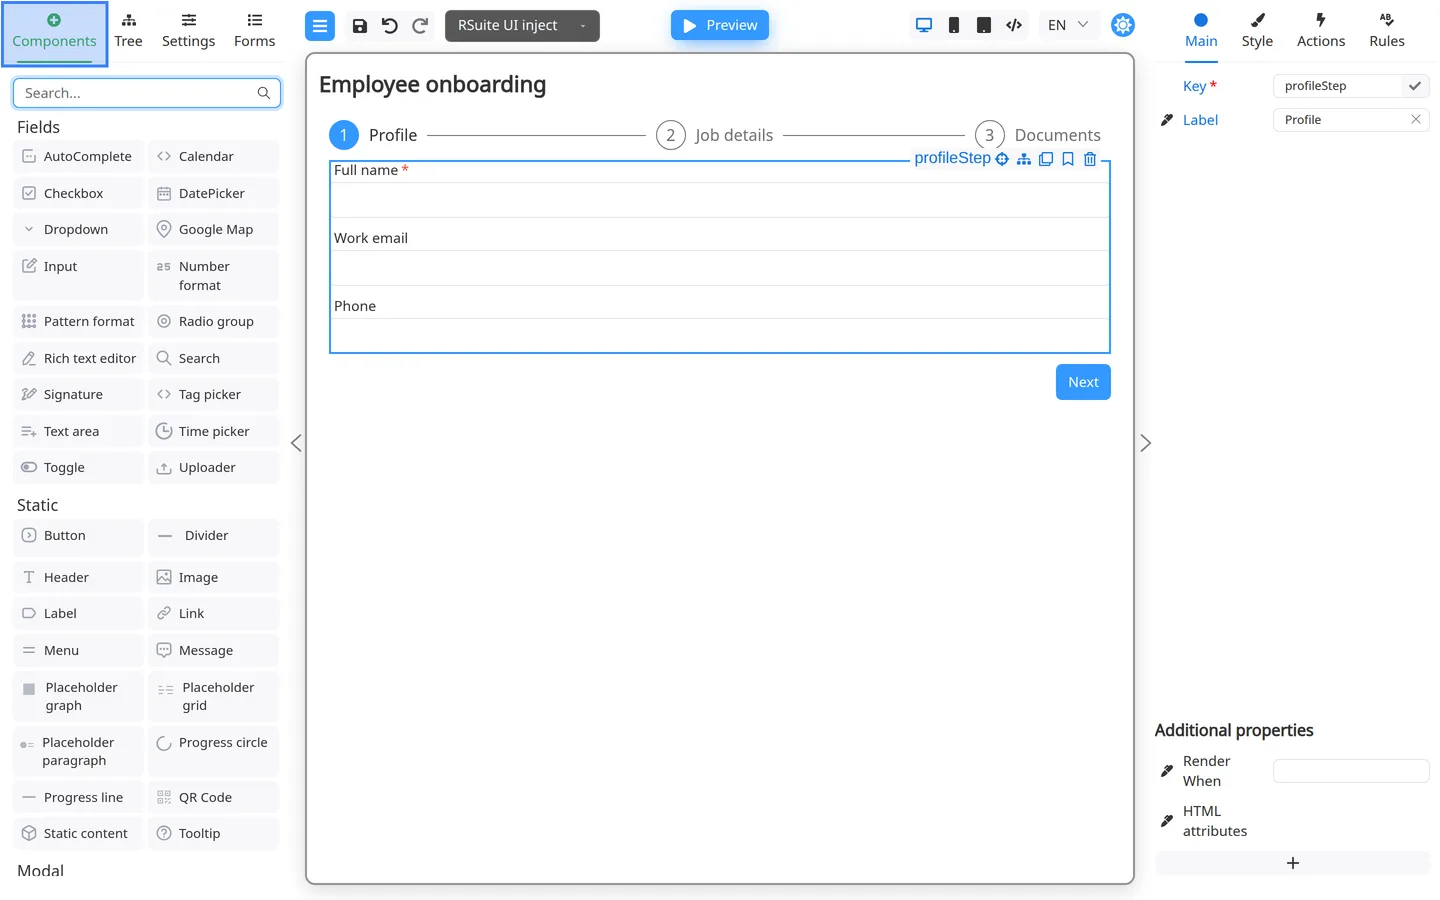 Components
Tree
Settings
Forms
RSuite UI inject
Preview
EN
Main
Style
Actions
Rules
Search...
Fields
AutoComplete
Calendar
Checkbox
DatePicker
Dropdown
Google Map
Input
Number
format
Pattern format
Radio group
Rich text editor
Search
Signature
Tag picker
Text area
Time picker
Toggle
Uploader
Static
Button
Divider
Header
Image
Label
Link
Menu
Message
Placeholder
graph
Placeholder
grid
Placeholder
paragraph
Progress circle
Progress line
QR Code
Static content
Tooltip
Modal
Employee onboarding
1 Profile
2 Job details
3 Documents
profileStep
Full name *
Work email
Phone
Next
Key * profileStep
Label Profile
Additional properties
Render
When
HTML
attributes